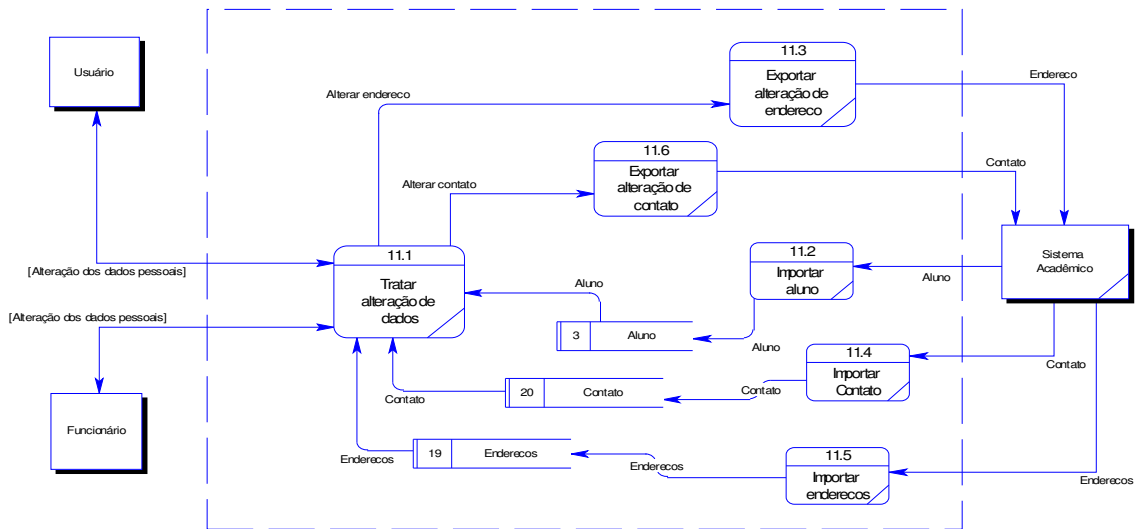 11.3
Usuário
Exportar
alteração de
endereco
Endereco
Alterar endereco
11.6
Exportar
alteração de
contato
Contato
Alterar contato
11.1
Tratar
alteração de
dados
[Alteração dos dados pessoais]
11.2
Importar
aluno
Aluno
Sistema
Acadêmico
Aluno
[Alteração dos dados pessoais]
3
Aluno
Aluno
11.4
Importar
Contato
Contato
20
Contato
Contato
Contato
Funcionário
19
Enderecos
Enderecos
Enderecos
11.5
Importar
enderecos
Enderecos